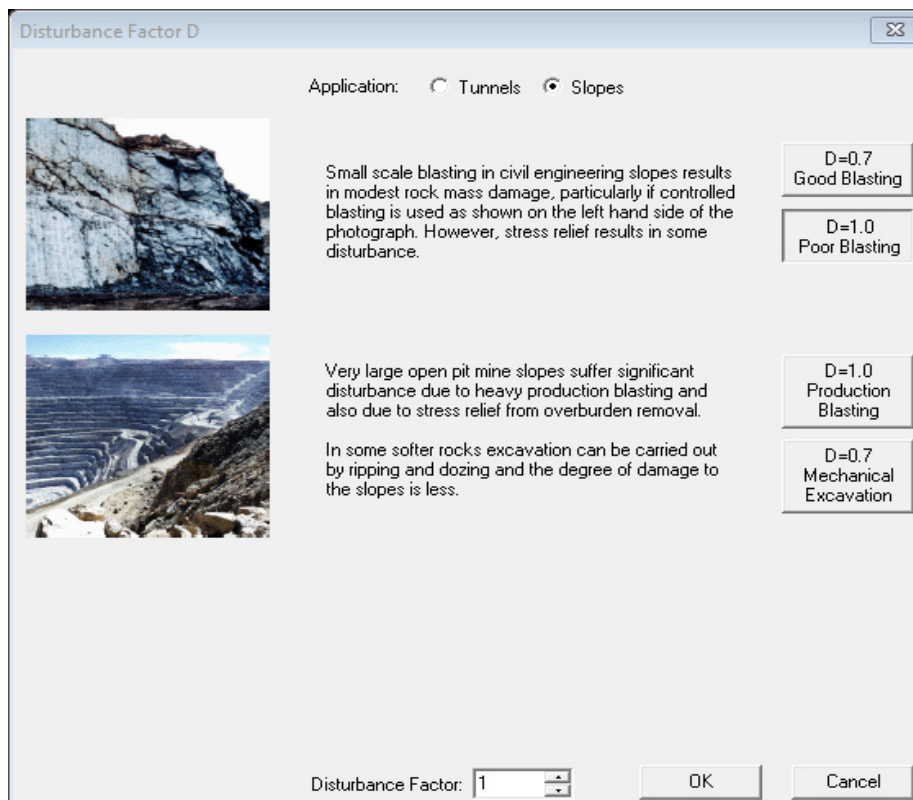 Disturbance Factor D
Application: Tunnels Slopes
Small scale blasting in civil engineering slopes results
in modest rock mass damage, particularly if controlled
blasting is used as shown on the left hand side of the
photograph. However, stress relief results in some
disturbance.
D=0.7
Good Blasting
D=1.0
Poor Blasting
Very large open pit mine slopes suffer significant
disturbance due to heavy production blasting and
also due to stress relief from overburden removal.
In some softer rocks excavation can be carried out
by ripping and dozing and the degree of damage to
the slopes is less.
D=1.0
Production
Blasting
D=0.7
Mechanical
Excavation
Disturbance Factor: 1
OK
Cancel